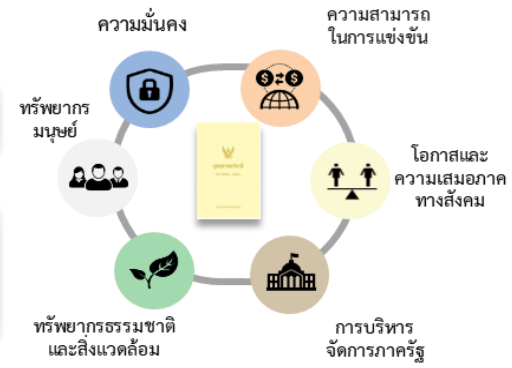 ความมั่นคง
ความสามารถ
ในการแข่งขัน
ทรัพยากร
มนุษย์
โอกาสและ
ความเสมอภาค
ทางสังคม
ทรัพยากรธรรมชาติ
และสิ่งแวดล้อม
การบริหาร
จัดการภาครัฐ